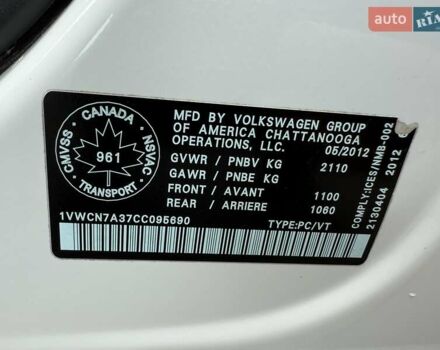 auto RIA
CANADA
CMVSS
NSVAC
961
TRANSPORT
MFD BY VOLKSWAGEN GROUP
OF AMERICA CHATTANOOGA
OPERATIONS, LLC. 05/2012
GVWR / PNBV KG 2110
GAWR / PNBE KG
FRONT / AVANT 1100
REAR / ARRIERE 1060
1VWCN7A37CC095690 TYPE:PC/VT
COMPLY:ICES/NMB-002
2130404 2012